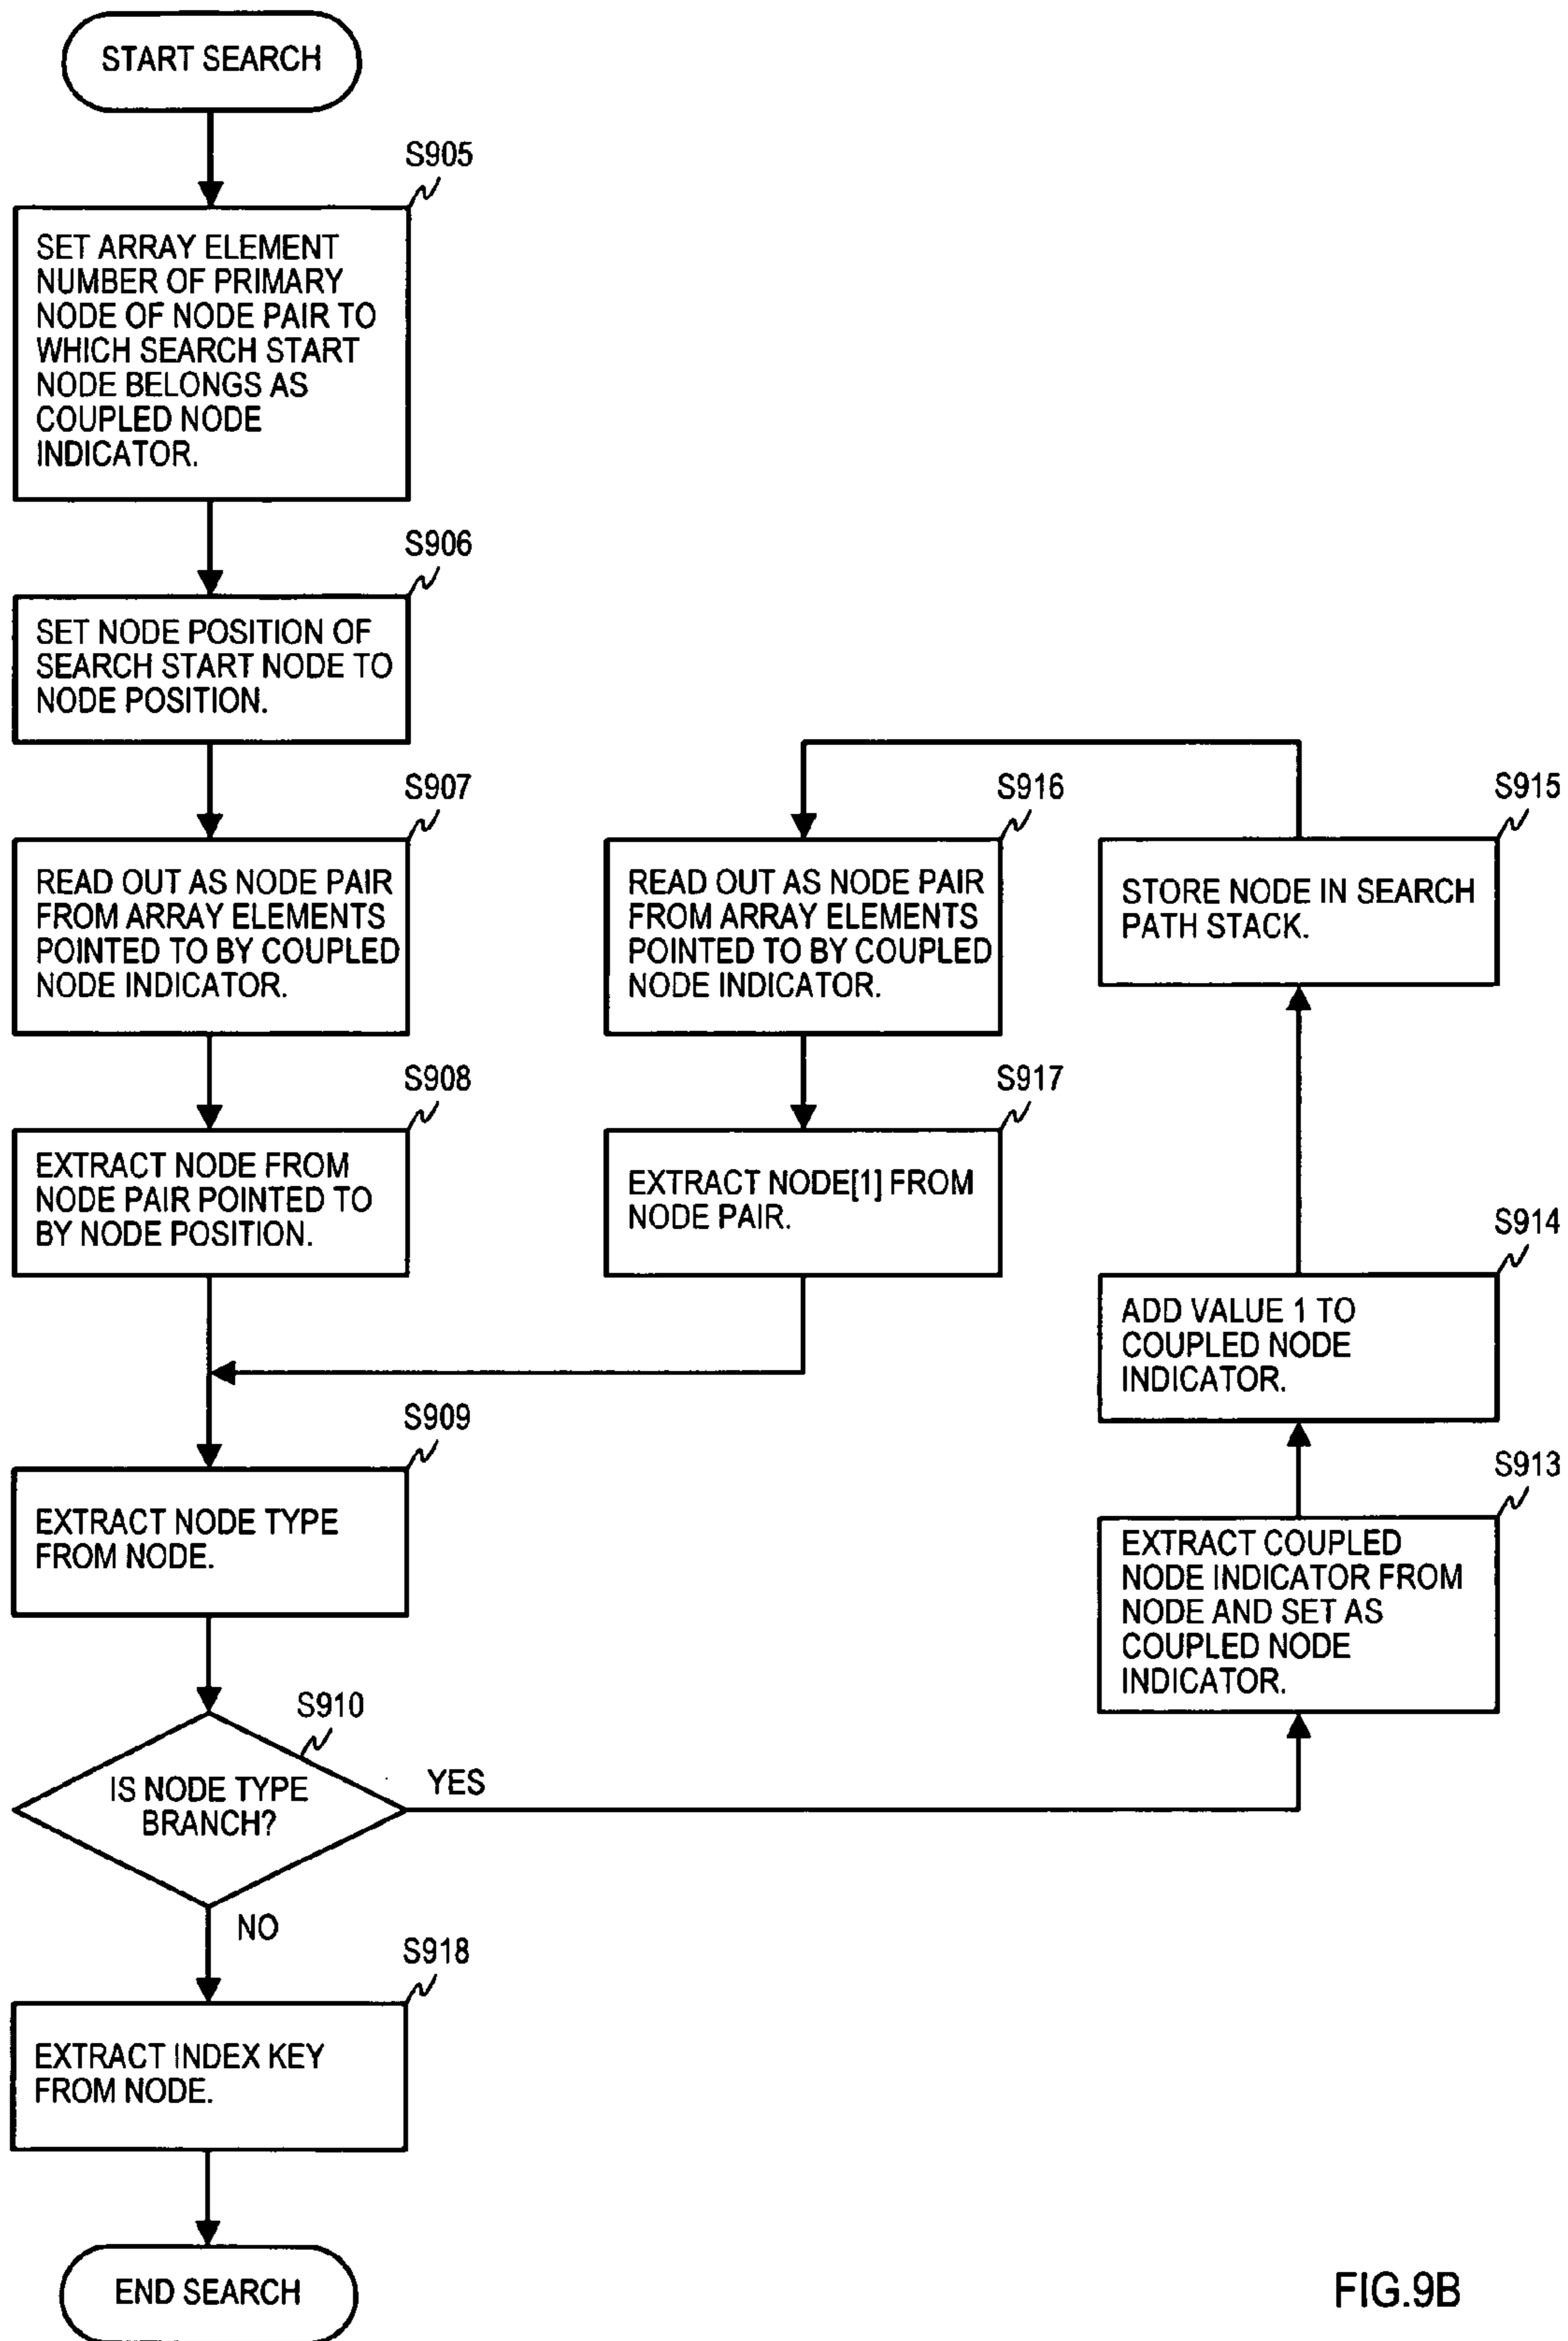 START SEARCH
S905
SET ARRAY ELEMENT
NUMBER OF PRIMARY
NODE OF NODE PAIR TO
WHICH SEARCH START
NODE BELONGS AS
COUPLED NODE
INDICATOR.
S906
SET NODE POSITION OF
SEARCH START NODE TO
NODE POSITION.
S907
READ OUT AS NODE PAIR
FROM ARRAY ELEMENTS
POINTED TO BY COUPLED
NODE INDICATOR.
S908
EXTRACT NODE FROM
NODE PAIR POINTED TO
BY NODE POSITION.
S909
EXTRACT NODE TYPE
FROM NODE.
S910
IS NODE TYPE
BRANCH?
YES
NO
S913
EXTRACT COUPLED
NODE INDICATOR FROM
NODE AND SET AS
COUPLED NODE
INDICATOR.
S914
ADD VALUE 1 TO
COUPLED NODE
INDICATOR.
S915
STORE NODE IN SEARCH
PATH STACK.
S916
READ OUT AS NODE PAIR
FROM ARRAY ELEMENTS
POINTED TO BY COUPLED
NODE INDICATOR.
S917
EXTRACT NODE[1] FROM
NODE PAIR.
S918
EXTRACT INDEX KEY
FROM NODE.
END SEARCH
FIG.9B